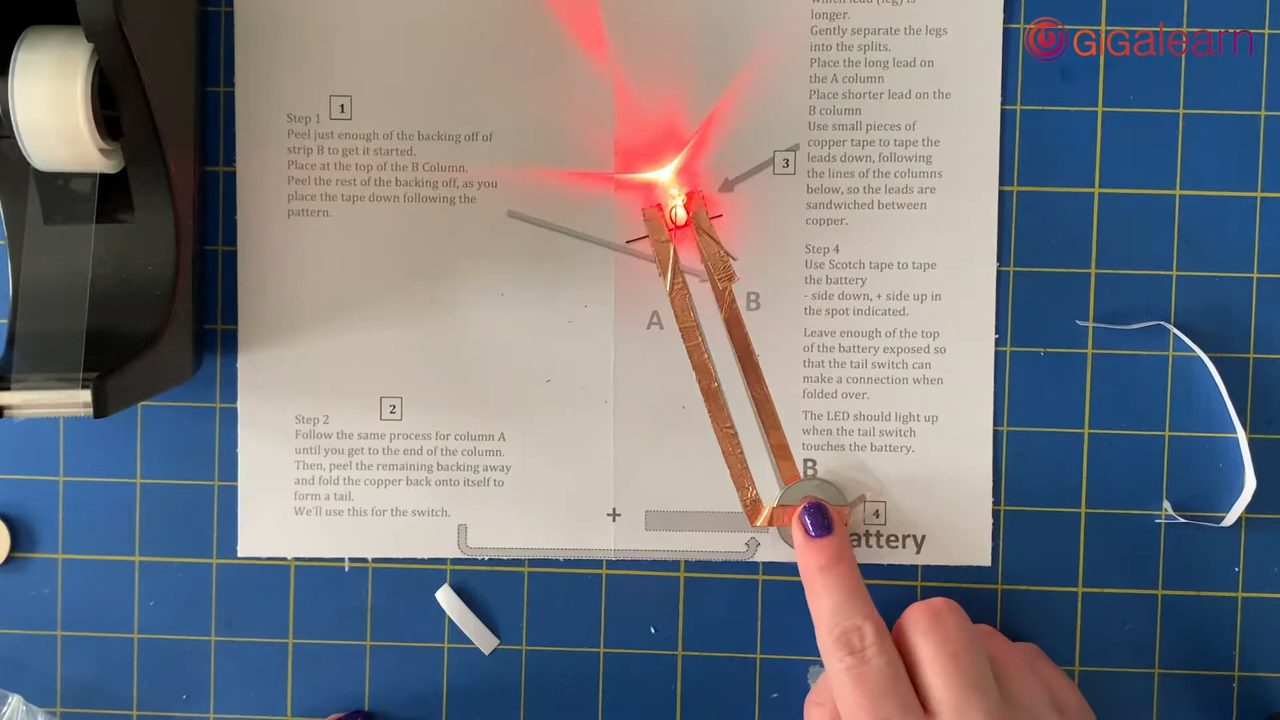 GIGalearn
1
Step 1
Peel just enough of the backing off of
strip B to get it started.
Place at the top of the B Column.
Peel the rest of the backing off, as you
place the tape down following the
pattern.
2
Step 2
Follow the same process for column A
until you get to the end of the column.
Then, peel the remaining backing away
and fold the copper back onto itself to
form a tail.
We'll use this for the switch.
A
B
B
+
3
which lead (leg) is
longer.
Gently separate the legs
into the splits.
Place the long lead on
the A column
Place shorter lead on the
B column
Use small pieces of
copper tape to tape the
leads down, following
the lines of the columns
below, so the leads are
sandwiched between
copper.
Step 4
Use Scotch tape to tape
the battery
- side down, + side up in
the spot indicated.
Leave enough of the top
of the battery exposed so
that the tail switch can
make a connection when
folded over.
The LED should light up
when the tail switch
touches the battery.
4
attery